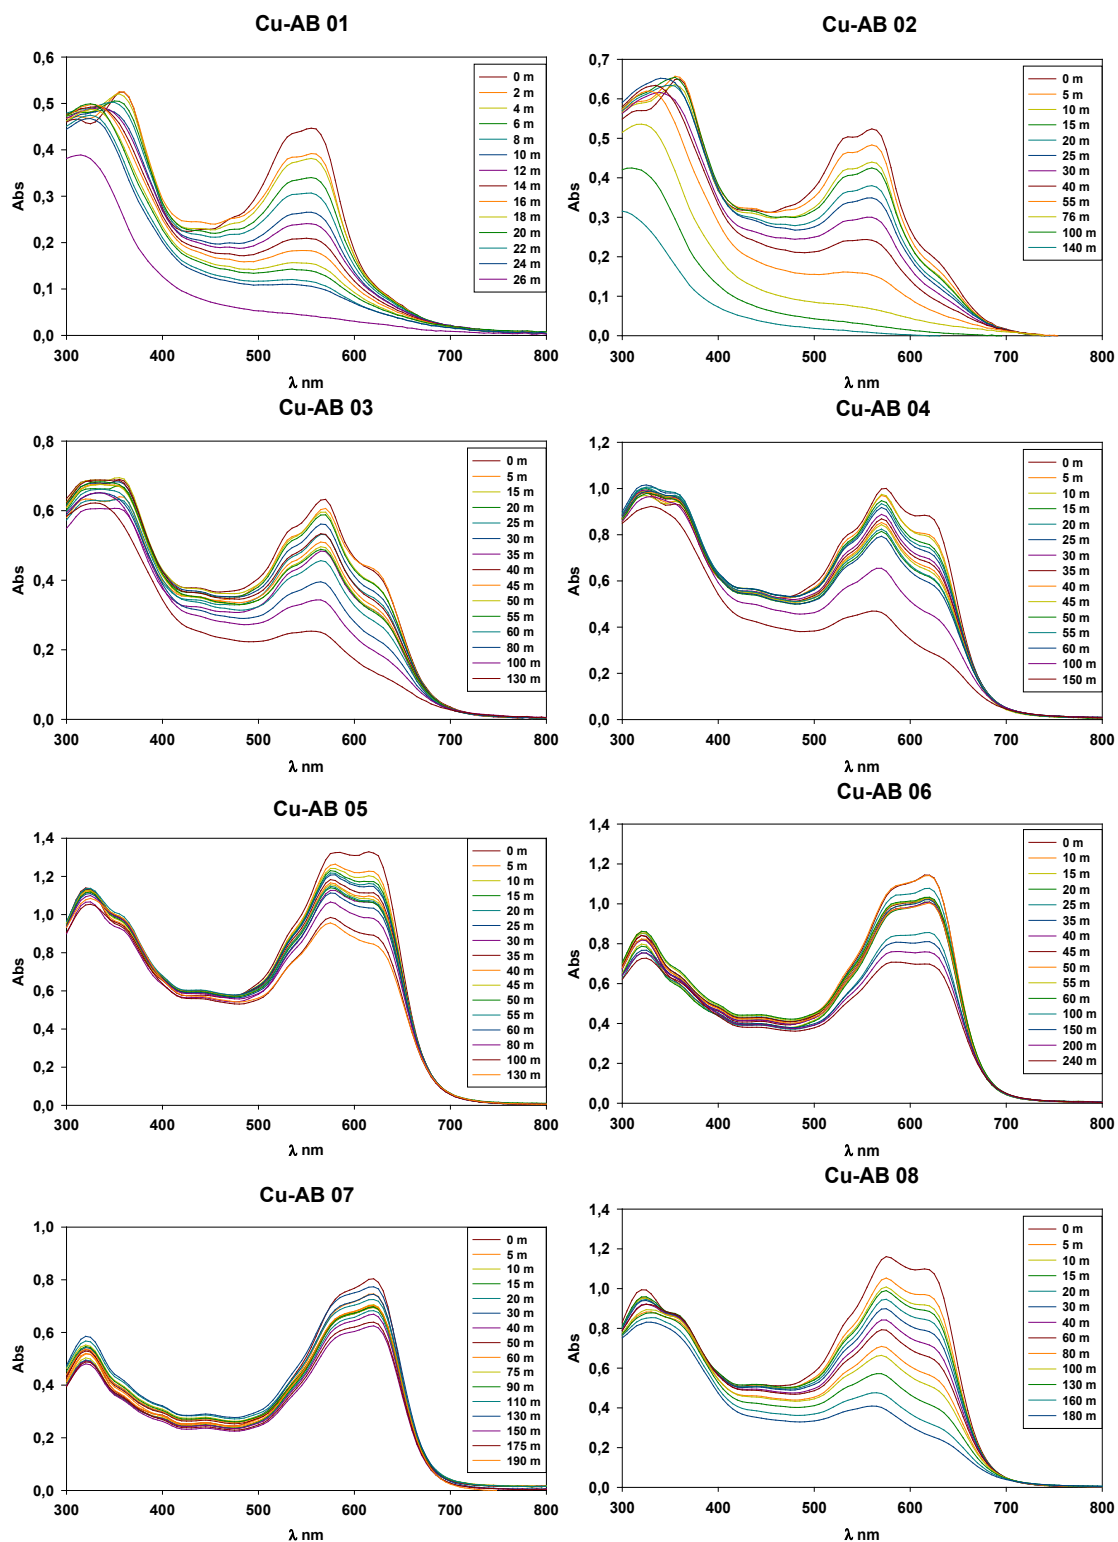 Cu-AB 01
0,6
0,5
0,4
0,3
0,2
0,1
0,0
Abs
300 400 500 600 700 800
λ nm
0 m
2 m
4 m
6 m
8 m
10 m
12 m
14 m
16 m
18 m
20 m
22 m
24 m
26 m
Cu-AB 02
0,7
0,6
0,5
0,4
0,3
0,2
0,1
0,0
Abs
300 400 500 600 700 800
λ nm
0 m
5 m
10 m
15 m
20 m
25 m
30 m
40 m
55 m
76 m
100 m
140 m
Cu-AB 03
0,8
0,6
0,4
0,2
0,0
Abs
300 400 500 600 700 800
λ nm
0 m
5 m
15 m
20 m
25 m
30 m
35 m
40 m
45 m
50 m
55 m
60 m
80 m
100 m
130 m
Cu-AB 04
1,2
1,0
0,8
0,6
0,4
0,2
0,0
Abs
300 400 500 600 700 800
λ nm
0 m
5 m
10 m
15 m
20 m
25 m
30 m
35 m
40 m
45 m
50 m
55 m
60 m
100 m
150 m
Cu-AB 05
1,4
1,2
1,0
0,8
0,6
0,4
0,2
0,0
Abs
300 400 500 600 700 800
λ nm
0 m
5 m
10 m
15 m
20 m
25 m
30 m
35 m
40 m
45 m
50 m
55 m
60 m
80 m
100 m
130 m
Cu-AB 06
1,4
1,2
1,0
0,8
0,6
0,4
0,2
0,0
Abs
300 400 500 600 700 800
λ nm
0 m
10 m
15 m
20 m
25 m
35 m
40 m
45 m
50 m
55 m
60 m
100 m
150 m
200 m
240 m
Cu-AB 07
1,0
0,8
0,6
0,4
0,2
0,0
Abs
300 400 500 600 700 800
λ nm
0 m
5 m
10 m
15 m
20 m
30 m
40 m
50 m
60 m
75 m
90 m
110 m
130 m
150 m
175 m
190 m
Cu-AB 08
1,4
1,2
1,0
0,8
0,6
0,4
0,2
0,0
Abs
300 400 500 600 700 800
λ nm
0 m
5 m
10 m
15 m
20 m
30 m
40 m
60 m
80 m
100 m
130 m
160 m
180 m